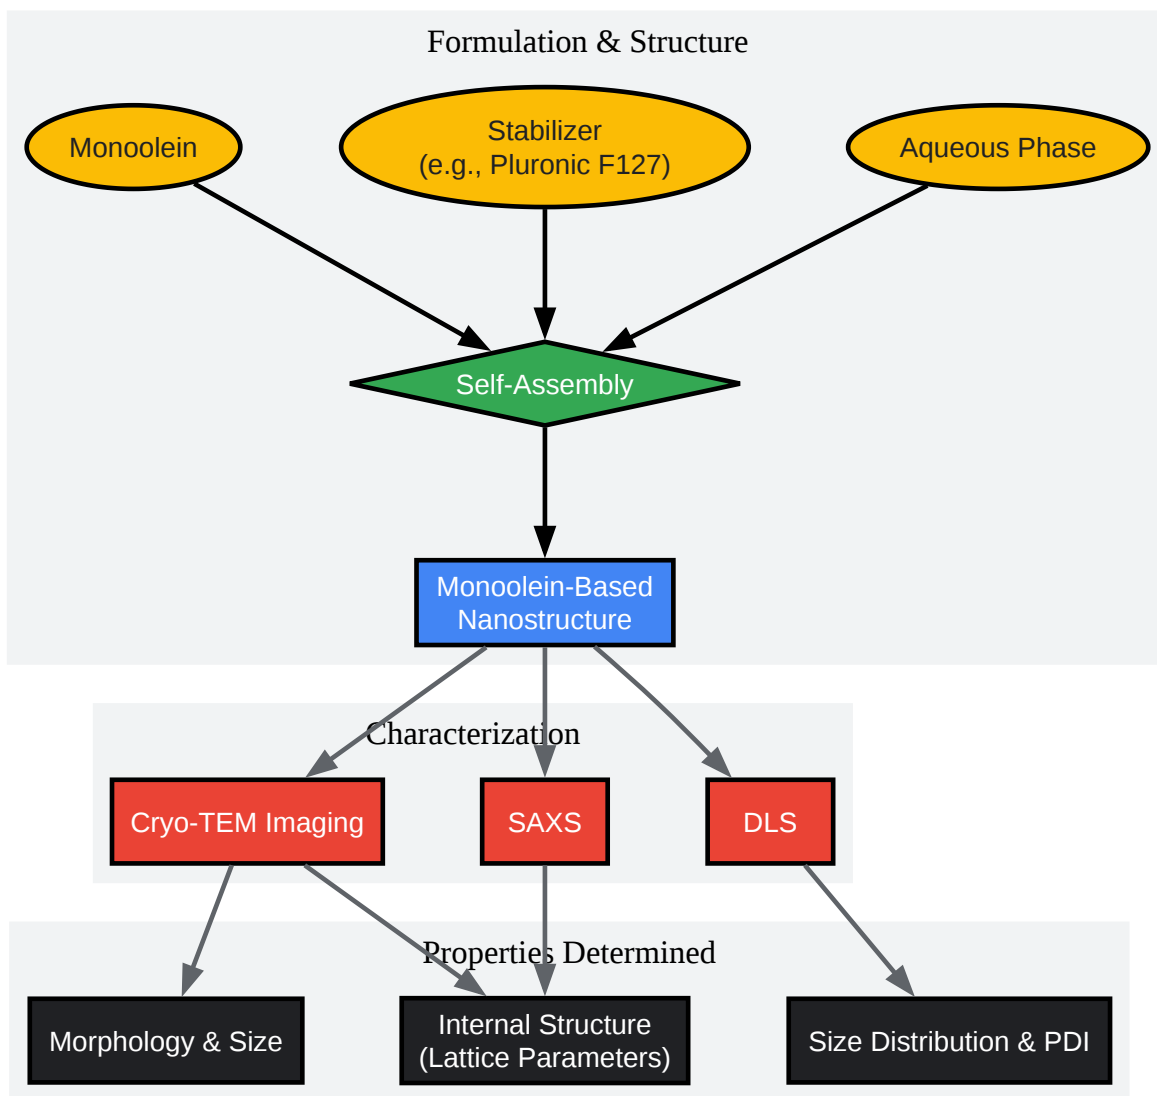 Formulation & Structure
Monoolein
Stabilizer
(e.g., Pluronic F127)
Aqueous Phase
Self-Assembly
Monoolein-Based
Nanostructure
Characterization
Cryo-TEM Imaging
SAXS
DLS
Properties Determined
Morphology & Size
Internal Structure
(Lattice Parameters)
Size Distribution & PDI